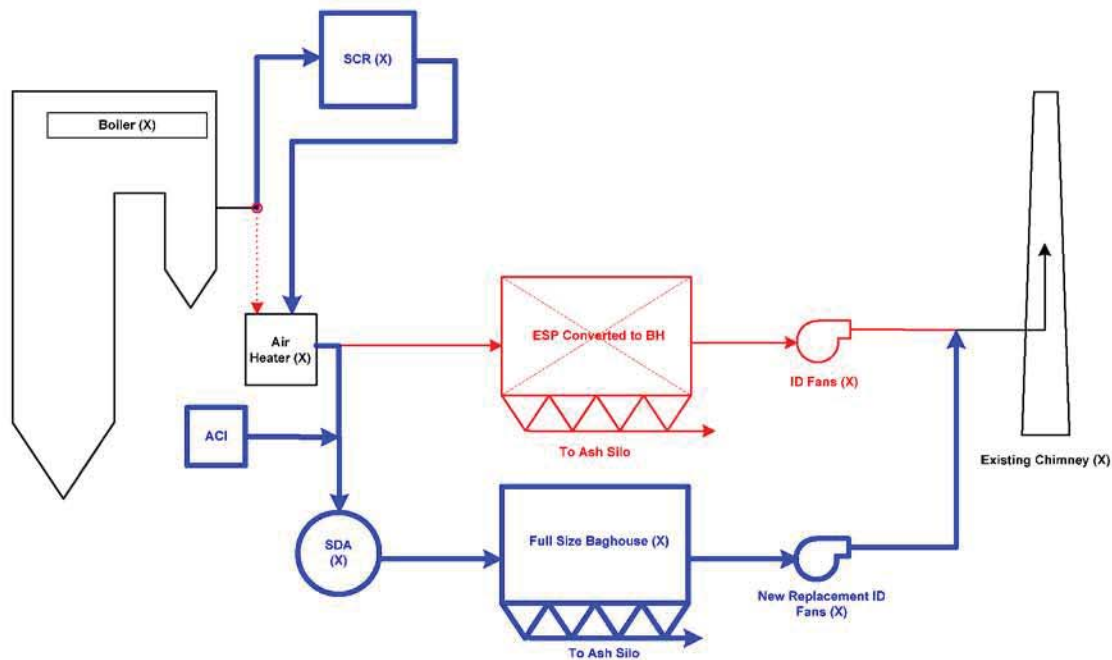 SCR (X)
Boiler (X)
Air
Heater (X)
ESP Converted to BH
ID Fans (X)
To Ash Silo
ACI
Existing Chimney (X)
SDA
(X)
Full Size Baghouse (X)
New Replacement ID
Fans (X)
To Ash Silo